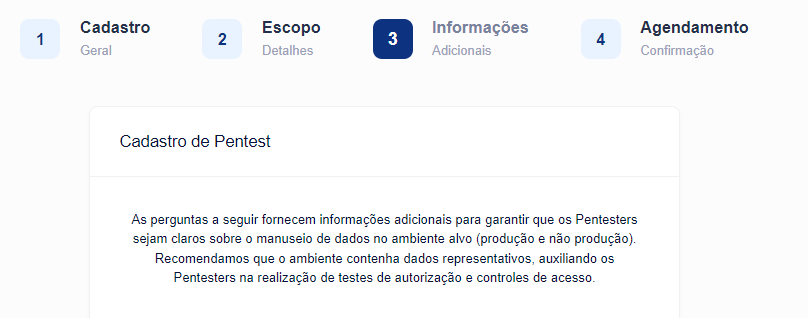 1 Cadastro 2 Escopo 3 Informações 4 Agendamento
Geral Detalhes Adicionais Confirmação
Cadastro de Pentest
As perguntas a seguir fornecem informações adicionais para garantir que os Pentesters
sejam claros sobre o manuseio de dados no ambiente alvo (produção e não produção).
Recomendamos que o ambiente contenha dados representativos, auxiliando os
Pentesters na realização de testes de autorização e controles de acesso.